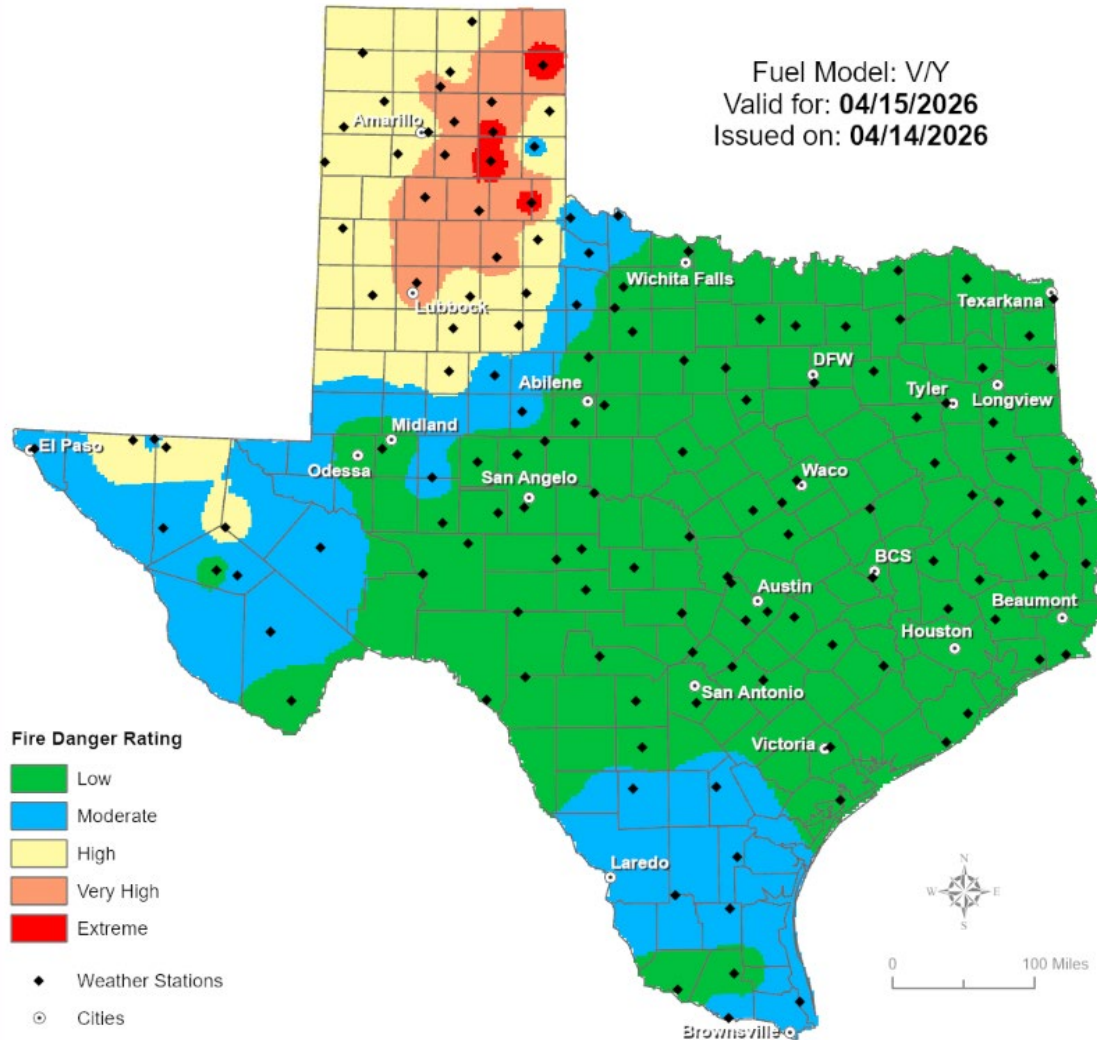 Fuel Model: V/Y
Valid for: 04/15/2026
Issued on: 04/14/2026
Amarillo
Lubbock
Wichita Falls
Texarkana
DFW
Abilene
Tyler
Longview
El Paso
Midland
Odessa
San Angelo
Waco
BCS
Austin
Beaumont
Houston
San Antonio
Victoria
Laredo
Brownsville
Fire Danger Rating
Low
Moderate
High
Very High
Extreme
Weather Stations
Cities
N
W E
S
0 100 Miles